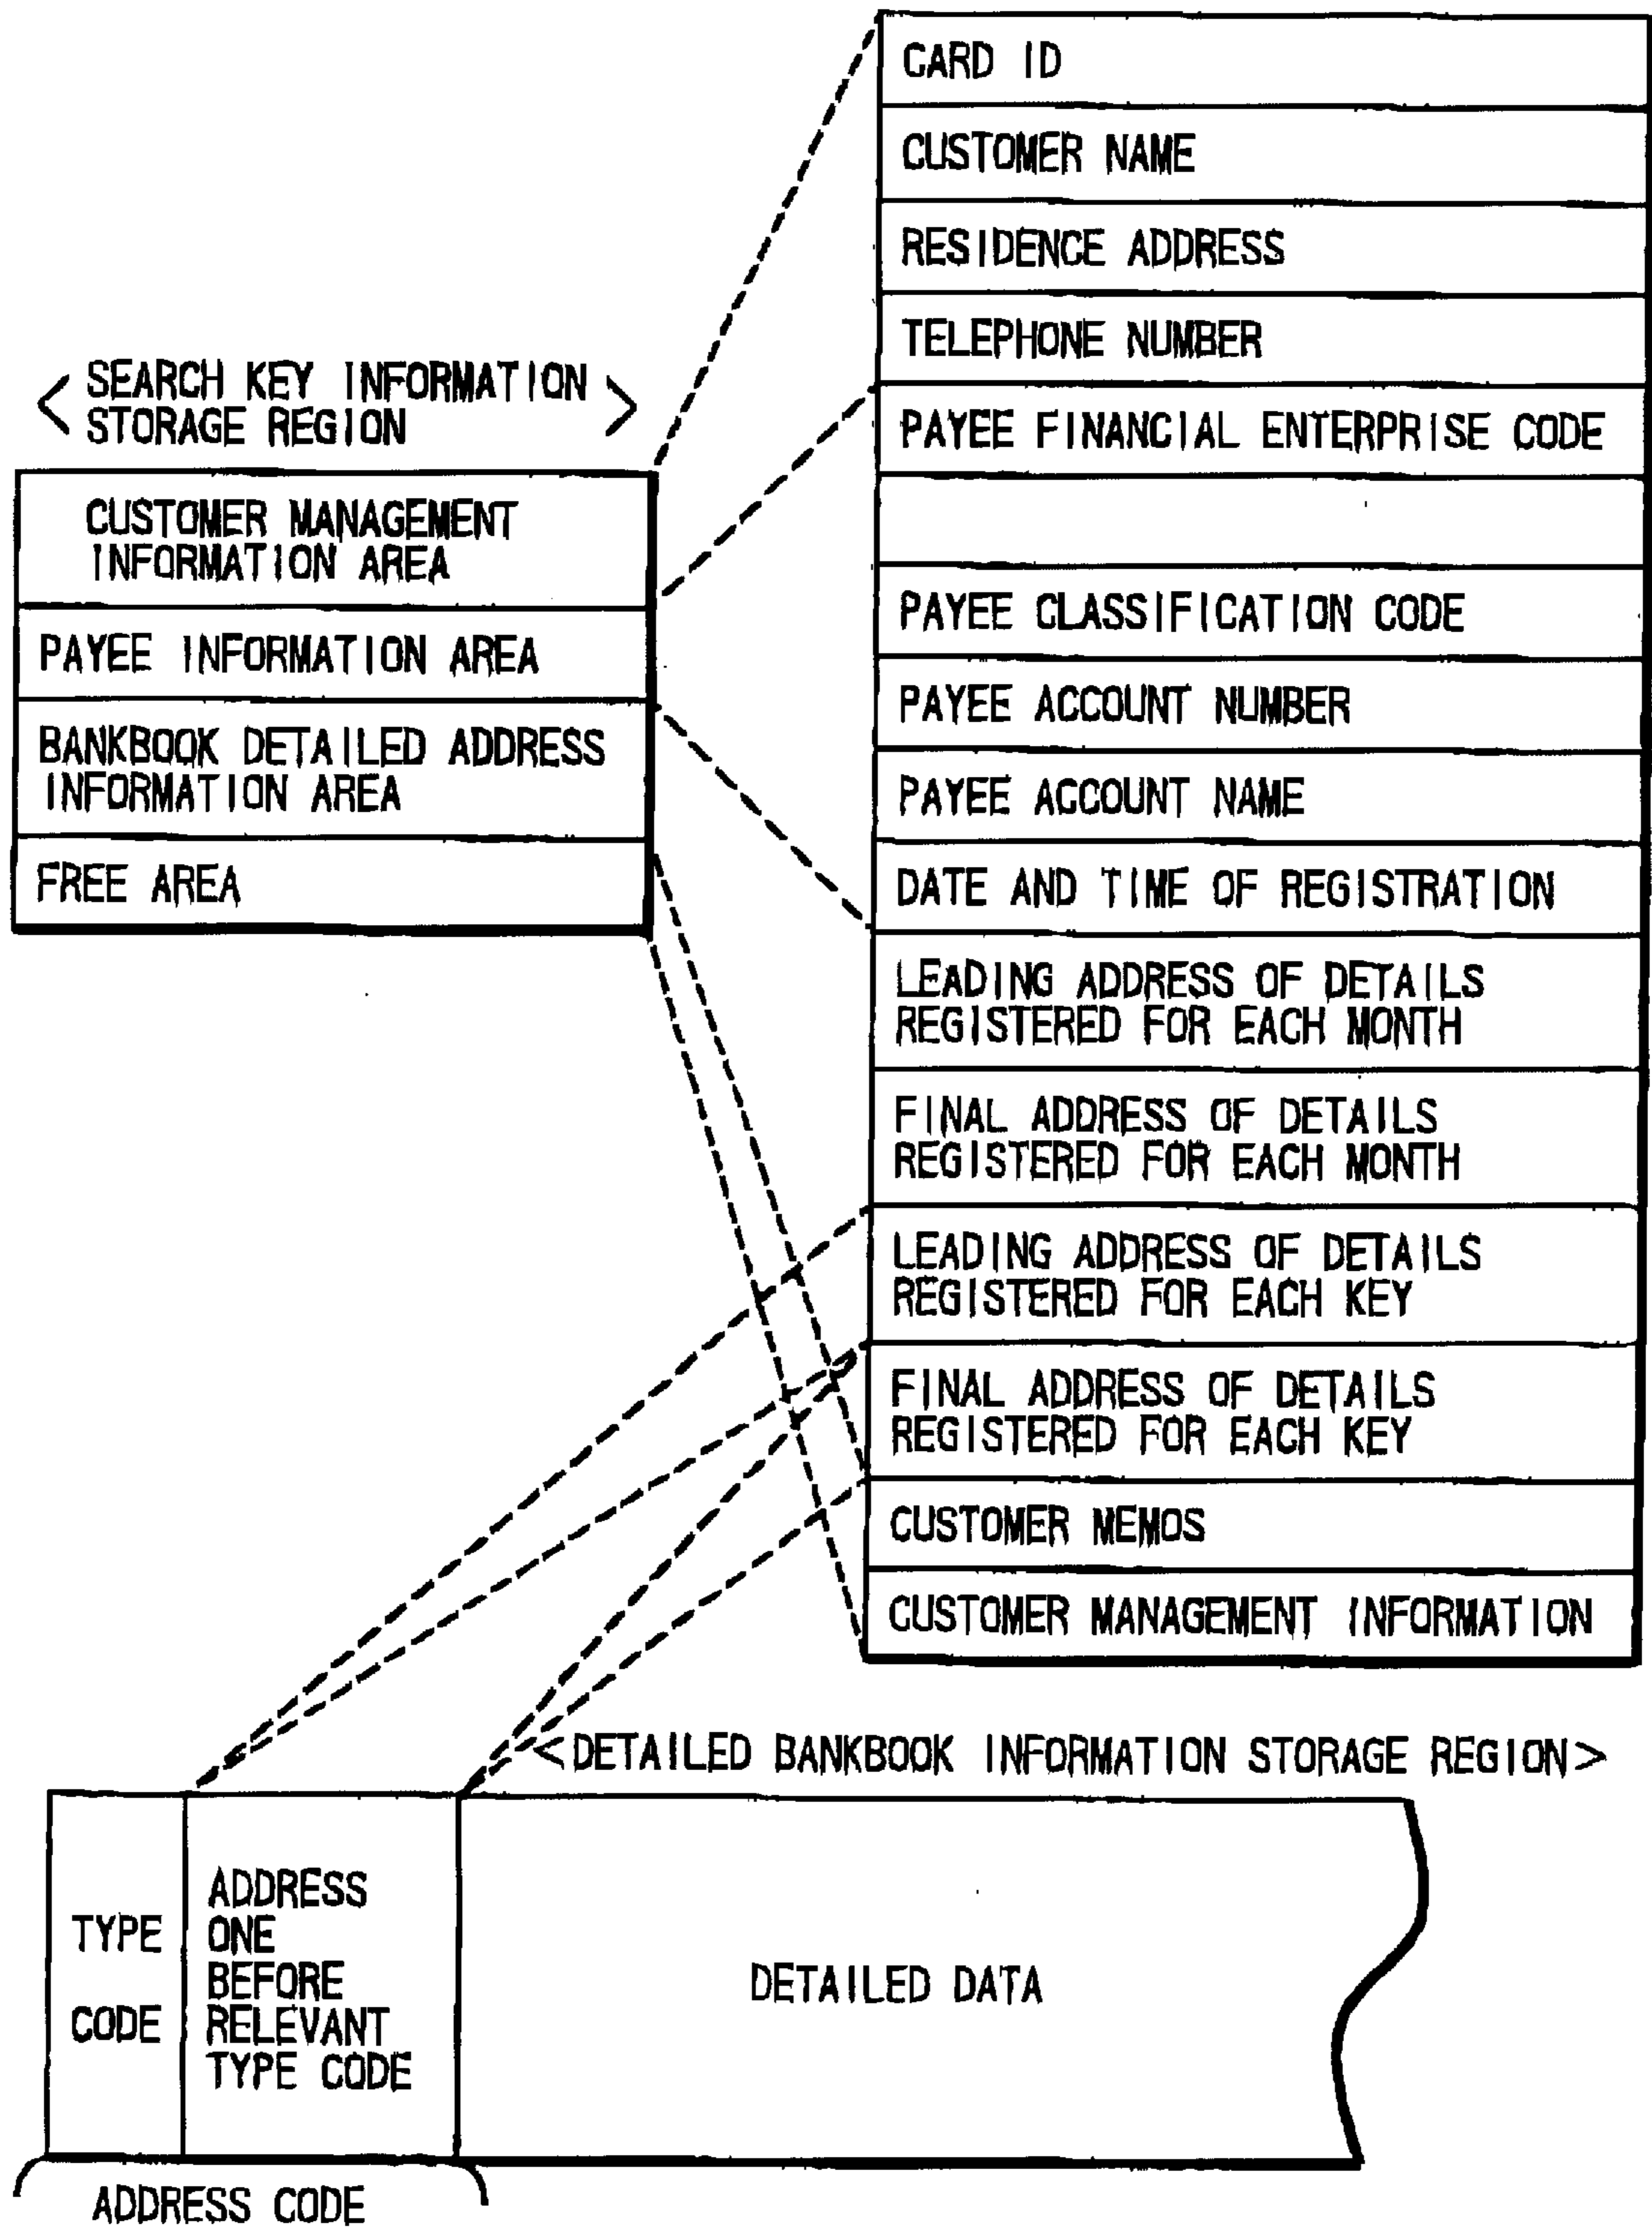 CARD ID
CUSTOMER NAME
RESIDENCE ADDRESS
TELEPHONE NUMBER
PAYEE FINANCIAL ENTERPRISE CODE
PAYEE CLASSIFICATION CODE
PAYEE ACCOUNT NUMBER
PAYEE ACCOUNT NAME
DATE AND TIME OF REGISTRATION
LEADING ADDRESS OF DETAILS
REGISTERED FOR EACH MONTH
FINAL ADDRESS OF DETAILS
REGISTERED FOR EACH MONTH
LEADING ADDRESS OF DETAILS
REGISTERED FOR EACH KEY
FINAL ADDRESS OF DETAILS
REGISTERED FOR EACH KEY
CUSTOMER MEMOS
CUSTOMER MANAGEMENT INFORMATION
< SEARCH KEY INFORMATION
STORAGE REGION >
CUSTOMER MANAGEMENT
INFORMATION AREA
PAYEE INFORMATION AREA
BANKBOOK DETAILED ADDRESS
INFORMATION AREA
FREE AREA
<DETAILED BANKBOOK INFORMATION STORAGE REGION>
TYPE
CODE
ADDRESS
ONE
BEFORE
RELEVANT
TYPE CODE
DETAILED DATA
ADDRESS CODE